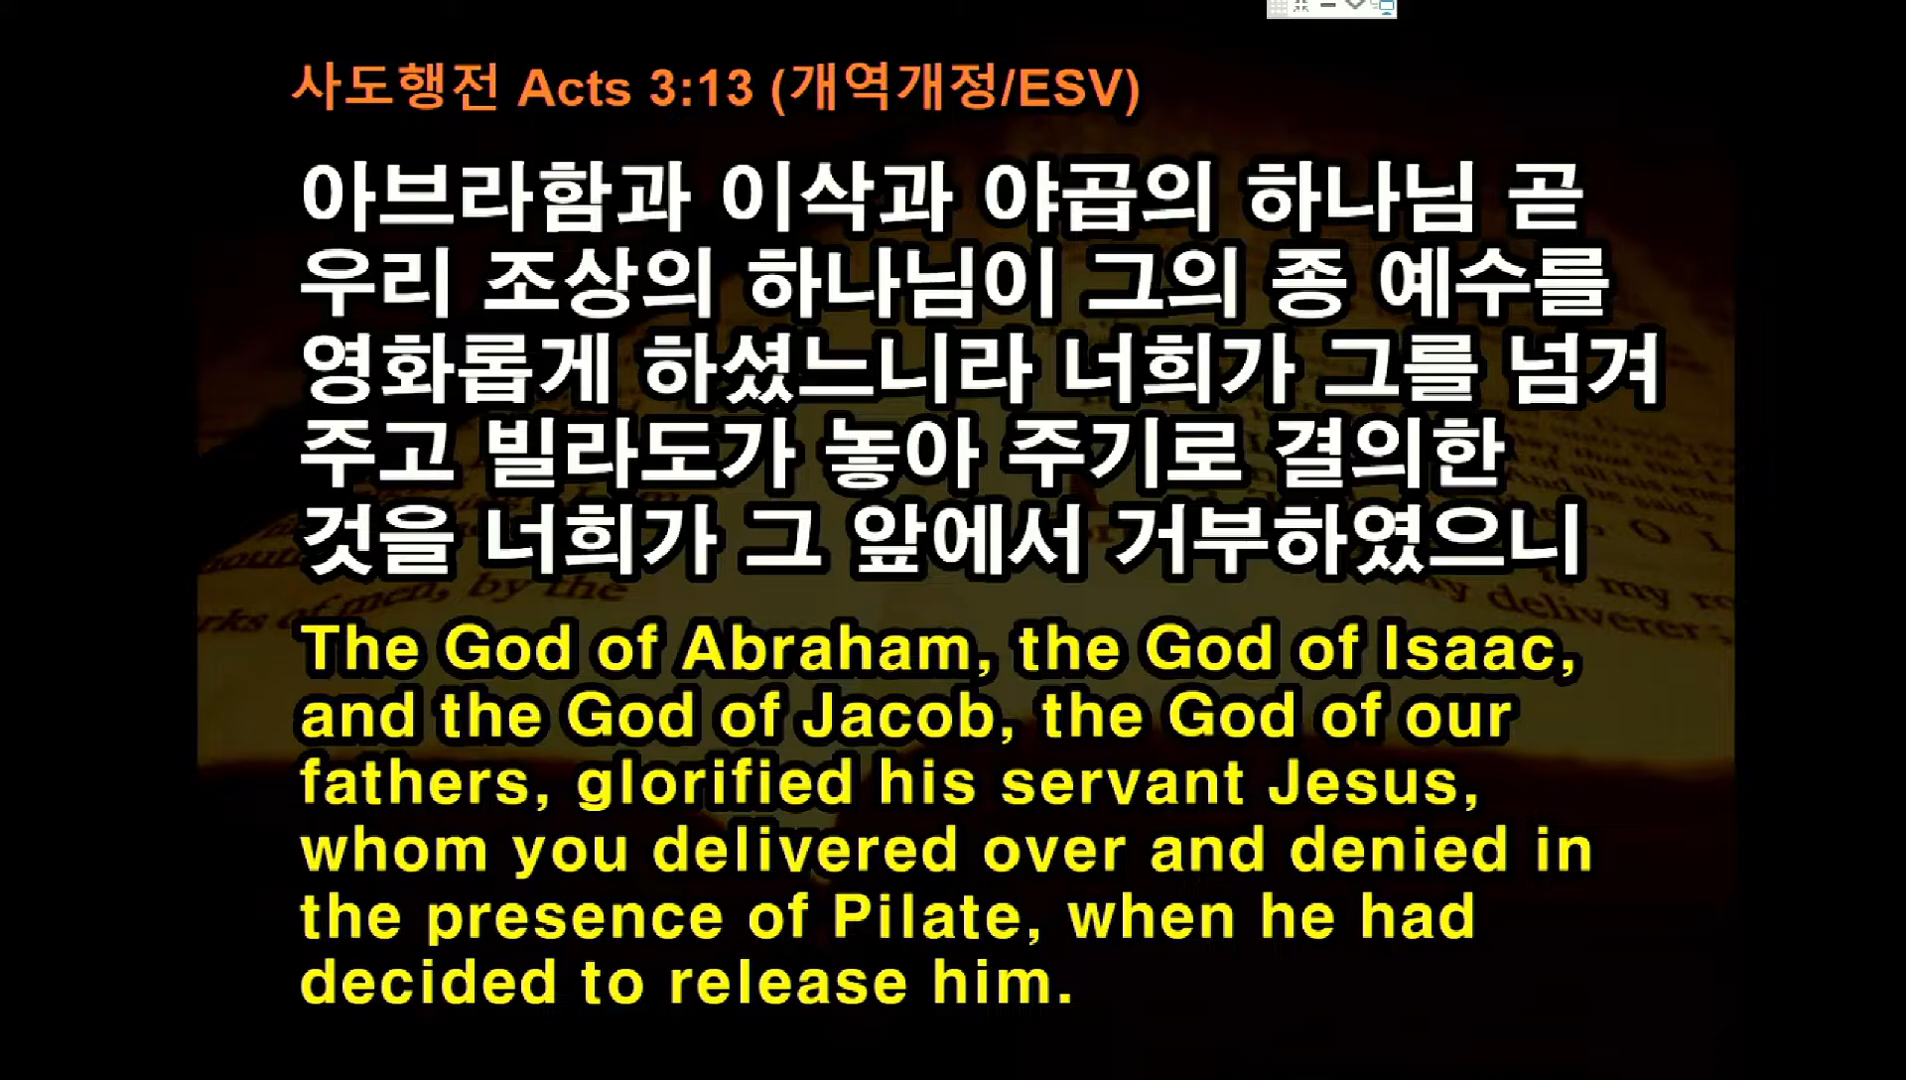 사도행전 Acts 3:13 (개역개정/ESV)
아브라함과 이삭과 야곱의 하나님 곧
우리 조상의 하나님이 그의 종 예수를
영화롭게 하셨느니라 너희가 그를 넘겨
주고 빌라도가 놓아 주기로 결의한
것을 너희가 그 앞에서 거부하였으니
The God of Abraham, the God of Isaac,
and the God of Jacob, the God of our
fathers, glorified his servant Jesus,
whom you delivered over and denied in
the presence of Pilate, when he had
decided to release him.